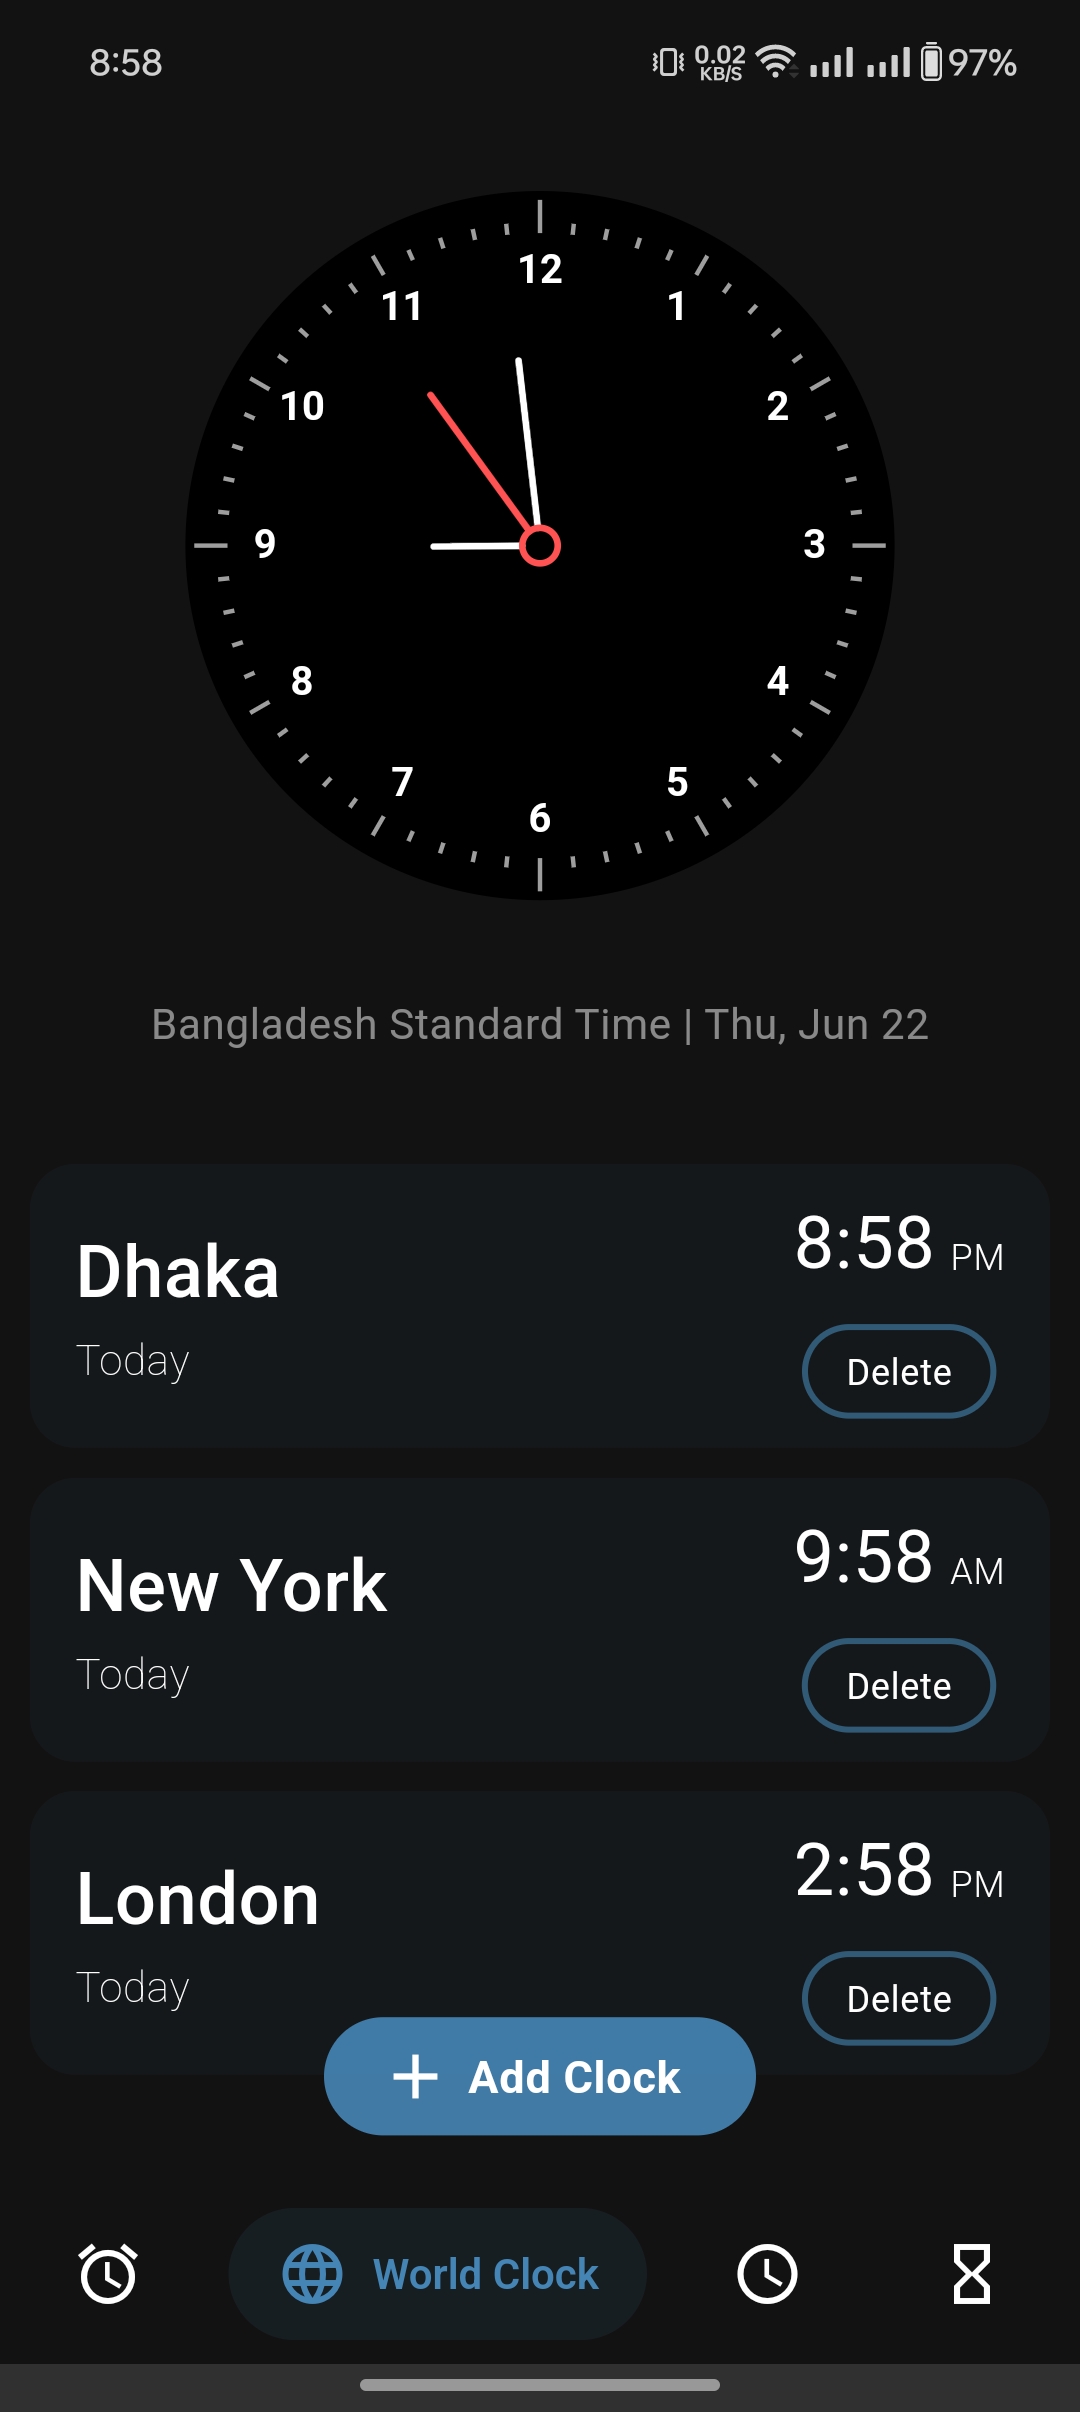 8:58
0.02
KB/S
97%
12
11
1
10
2
9
3
8
4
7
5
6
Bangladesh Standard Time | Thu, Jun 22
8:58 PM
Dhaka
Today
Delete
9:58 AM
New York
Today
Delete
2:58 PM
London
Today
Delete
Add Clock
World Clock